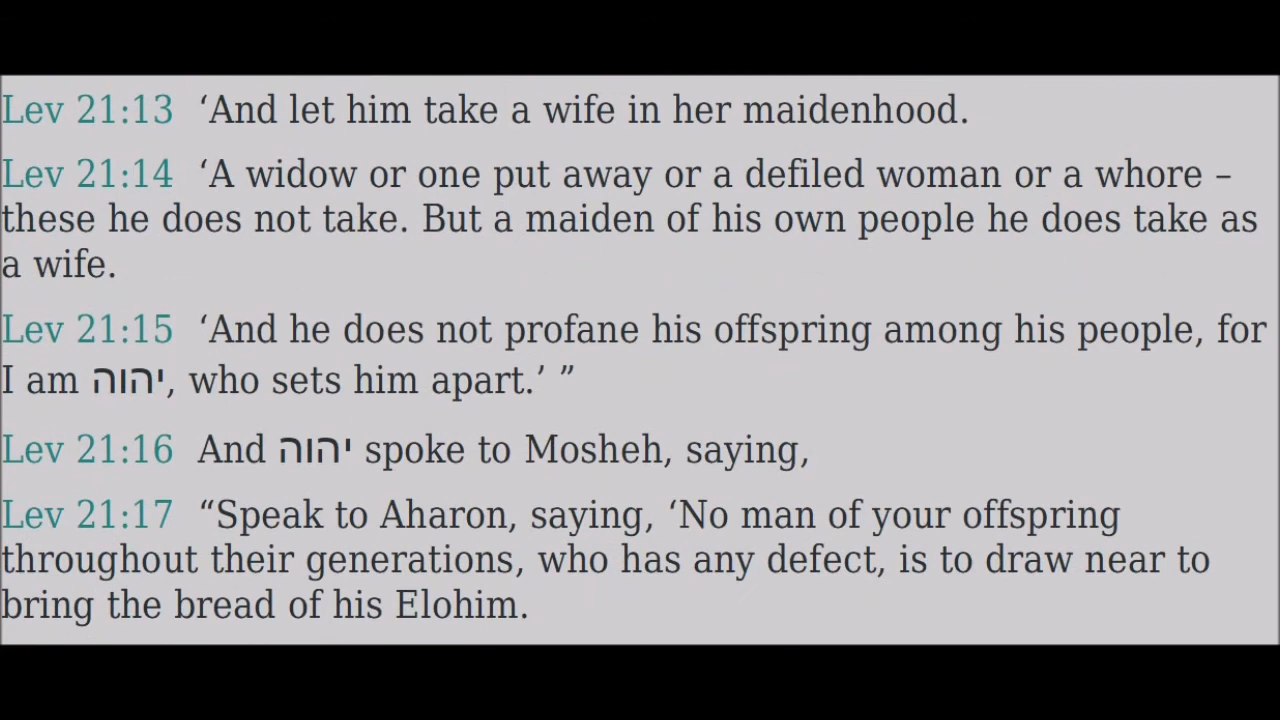 Lev 21:13 ‘And let him take a wife in her maidenhood.
Lev 21:14 ‘A widow or one put away or a defiled woman or a whore –
these he does not take. But a maiden of his own people he does take as
a wife.
Lev 21:15 ‘And he does not profane his offspring among his people, for
I am יהוה, who sets him apart.’ ”
Lev 21:16 And יהוה spoke to Mosheh, saying,
Lev 21:17 “Speak to Aharon, saying, ‘No man of your offspring
throughout their generations, who has any defect, is to draw near to
bring the bread of his Elohim.